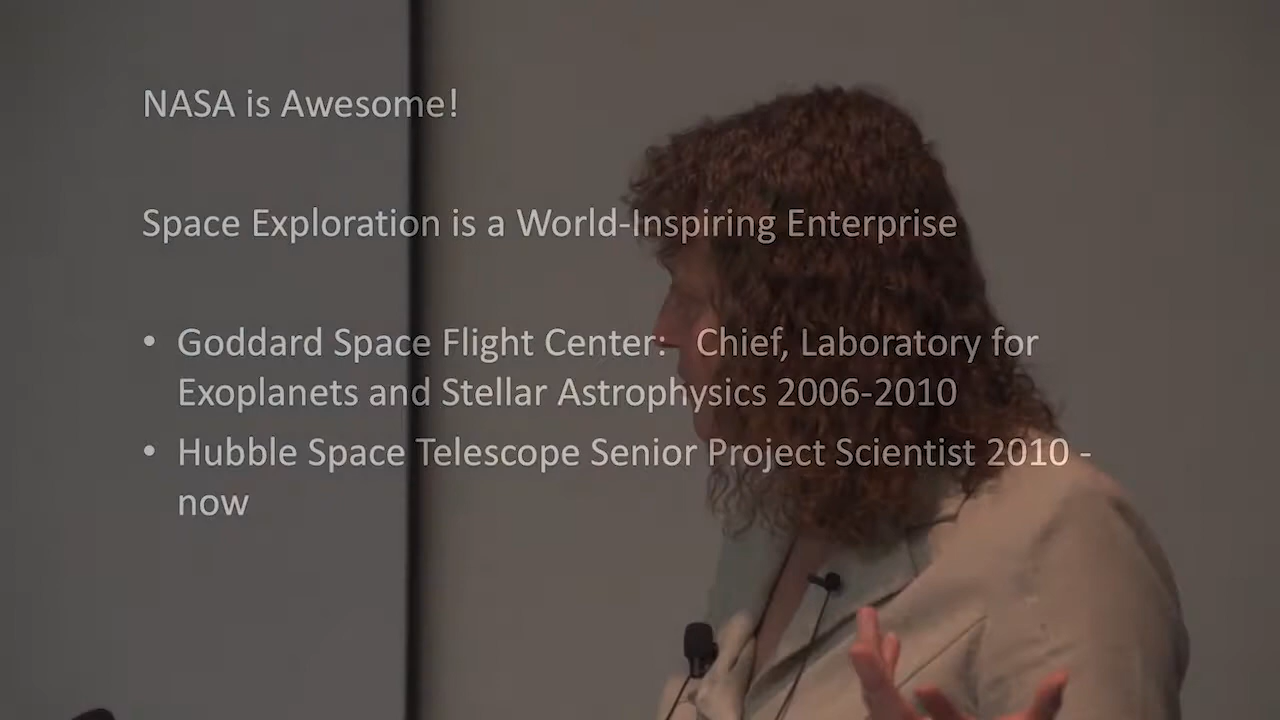 NASA is Awesome!
Space Exploration is a World-Inspiring Enterprise
• Goddard Space Flight Center:   Chief, Laboratory for
Exoplanets and Stellar Astrophysics 2006-2010
• Hubble Space Telescope Senior Project Scientist 2010 -
now